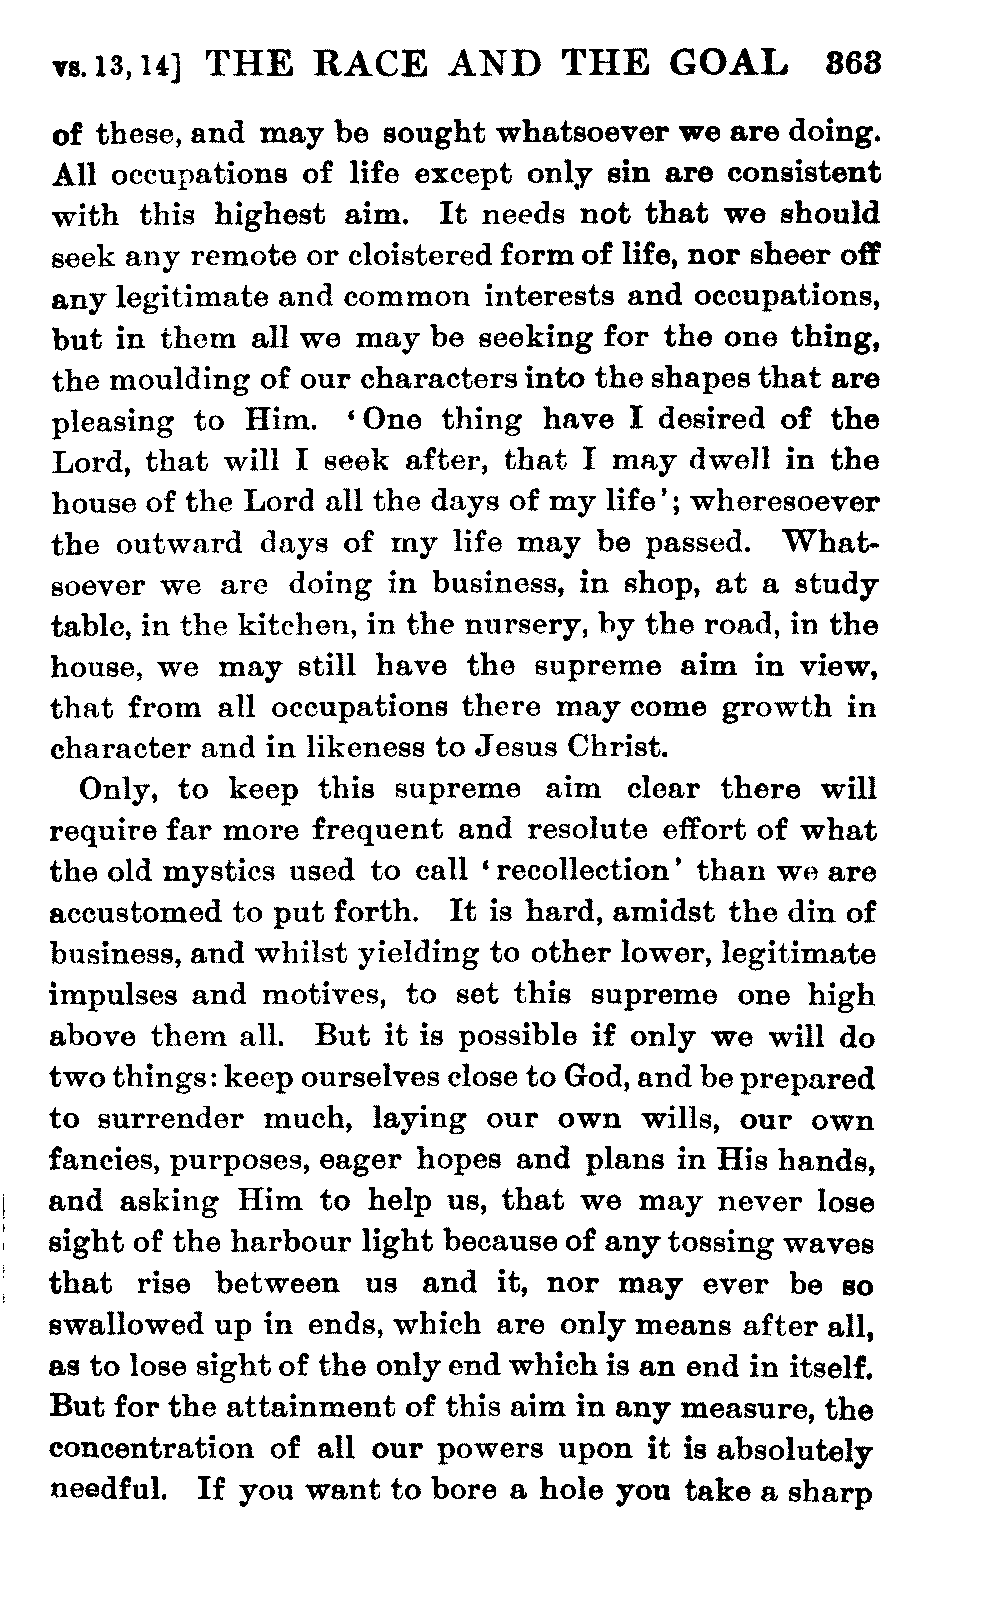 vs. 13, 14] THE RACE AND THE GOAL 363
of these, and may be sought whatsoever we are doing.
All occupations of life except only sin are consistent
with this highest aim. It needs not that we should
seek any remote or cloistered form of life, nor sheer off
any legitimate and common interests and occupations,
but in them all we may be seeking for the one thing,
the moulding of our characters into the shapes that are
pleasing to Him. ‘One thing have I desired of the
Lord, that will I seek after, that I may dwell in the
house of the Lord all the days of my life’; wheresoever
the outward days of my life may be passed. What-
soever we are doing in business, in shop, at a study
table, in the kitchen, in the nursery, by the road, in the
house, we may still have the supreme aim in view,
that from all occupations there may come growth in
character and in likeness to Jesus Christ.
Only, to keep this supreme aim clear there will
require far more frequent and resolute effort of what
the old mystics used to call ‘recollection’ than we are
accustomed to put forth. It is hard, amidst the din of
business, and whilst yielding to other lower, legitimate
impulses and motives, to set this supreme one high
above them all. But it is possible if only we will do
two things: keep ourselves close to God, and be prepared
to surrender much, laying our own wills, our own
fancies, purposes, eager hopes and plans in His hands,
and asking Him to help us, that we may never lose
sight of the harbour light because of any tossing waves
that rise between us and it, nor may ever be so
swallowed up in ends, which are only means after all,
as to lose sight of the only end which is an end in itself.
But for the attainment of this aim in any measure, the
concentration of all our powers upon it is absolutely
needful. If you want to bore a hole you take a sharp